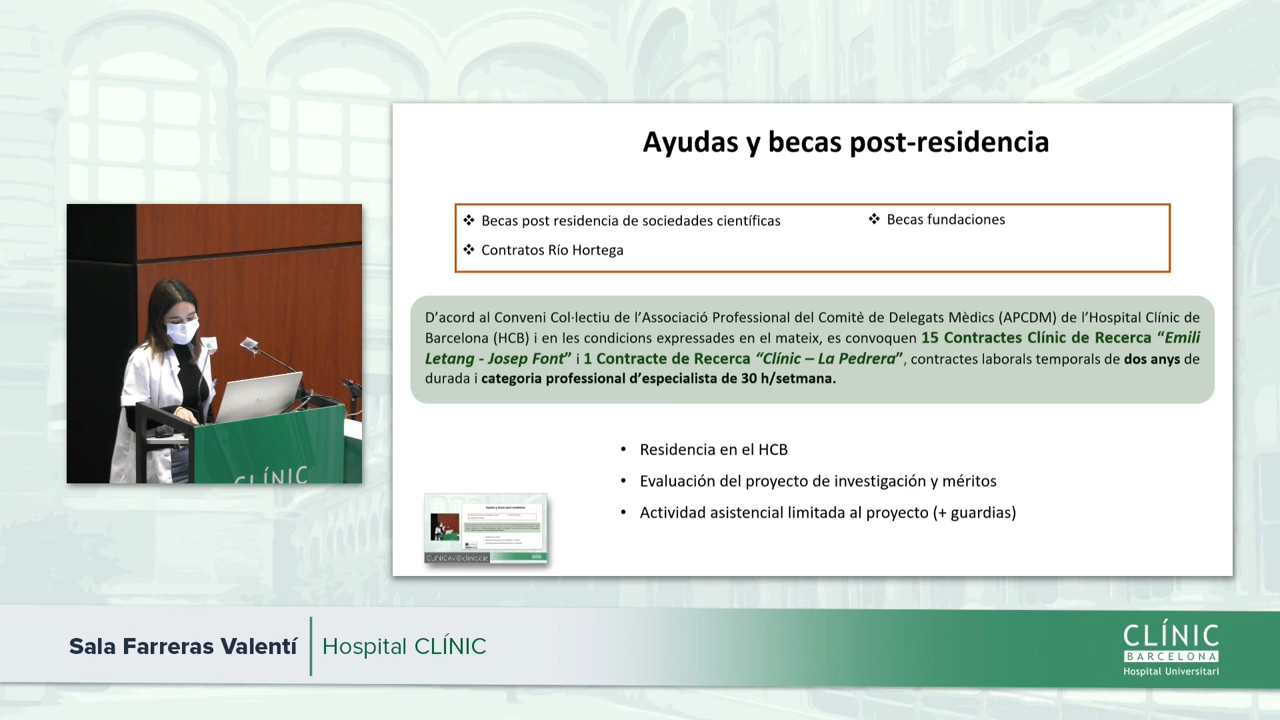 Ayudas y becas post-residencia
❖ Becas post residencia de sociedades científicas
❖ Becas fundaciones
❖ Contratos Río Hortega
D'acord al Conveni Col·lectiu de l'Associació Professional del Comitè de Delegats Mèdics (APCDM) de l'Hospital Clínic de
Barcelona (HCB) i en les condicions expressades en el mateix, es convoquen 15 Contractes Clínic de Recerca "Emili
Letang - Josep Font" i 1 Contracte de Recerca "Clínic – La Pedrera", contractes laborals temporals de dos anys de
durada i categoria professional d'especialista de 30 h/setmana.
• Residencia en el HCB
• Evaluación del proyecto de investigación y méritos
• Actividad asistencial limitada al proyecto (+ guardias)
CLÍNIC
Ayudas y becas post-residencia
Sala Farreras Valentí
Hospital CLÍNIC
CLÍNIC
BARCELONA
Hospital Universitari